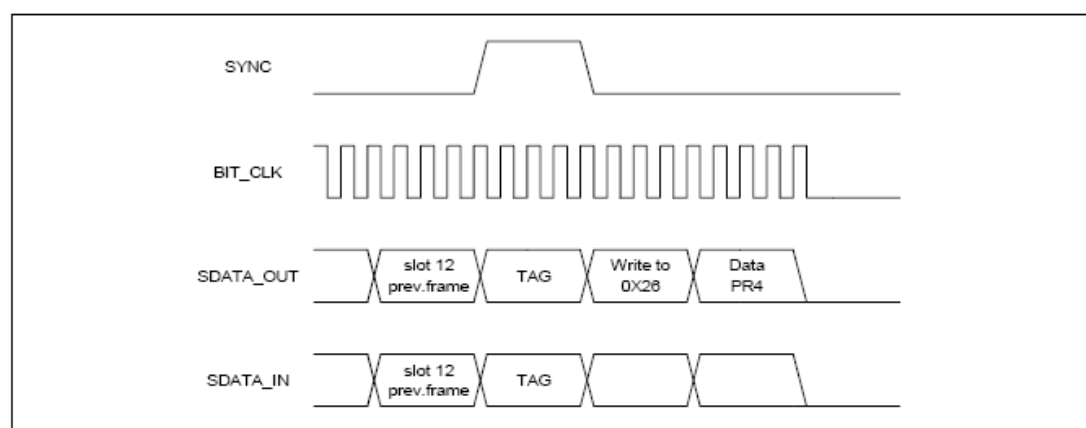 SYNC
BIT_CLK
SDATA_OUT
slot 12
prev.frame
TAG
Write to
0X26
Data
PR4
SDATA_IN
slot 12
prev.frame
TAG